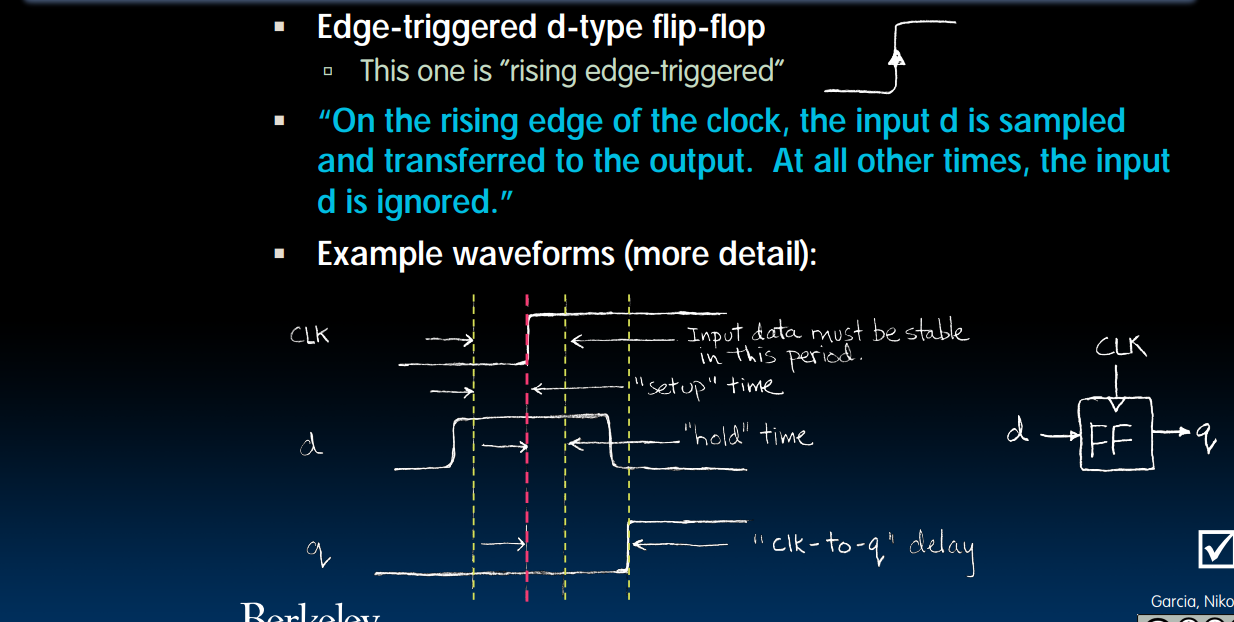 Edge-triggered d-type flip-flop
This one is "rising edge-triggered"
"On the rising edge of the clock, the input d is sampled
and transferred to the output. At all other times, the input
d is ignored."
Example waveforms (more detail):
CLK
Input data must be stable
in this period.
"setup" time
d
"hold" time
q
"clk-to-q" delay
CLK
d
FF
q
Berkeley
Garcia, Niko